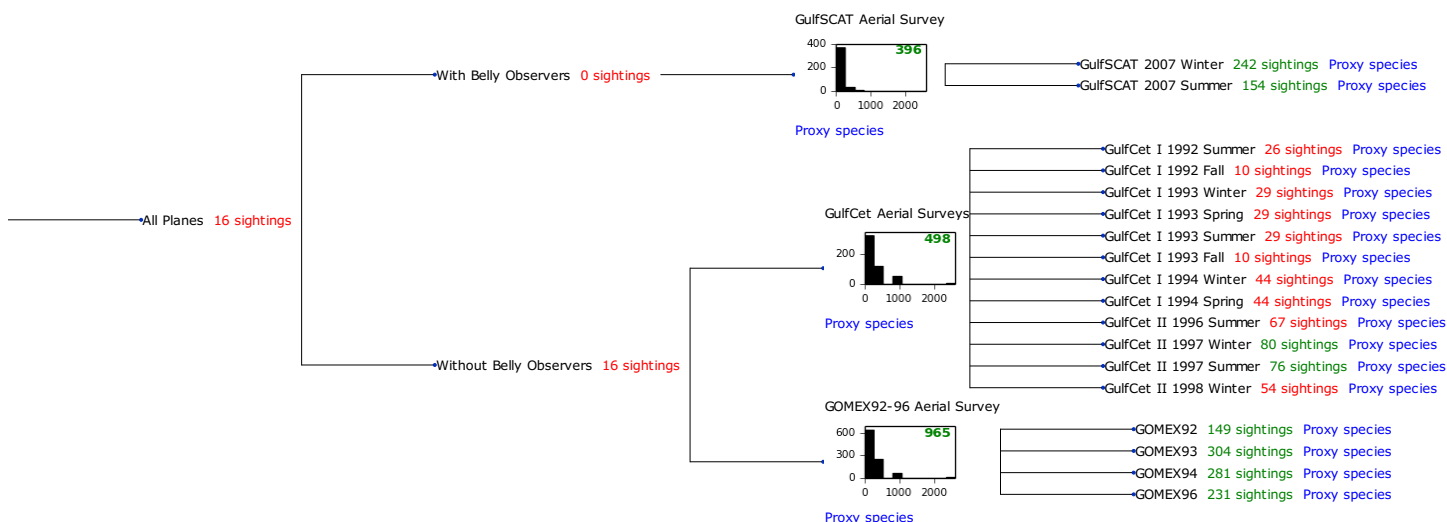 GulfSCAT Aerial Survey
400
200
0
396
0 1000 2000
Proxy species
With Belly Observers 0 sightings
GulfSCAT 2007 Winter 242 sightings Proxy species
GulfSCAT 2007 Summer 154 sightings Proxy species
All Planes 16 sightings
GulfCet Aerial Surveys
200
0
498
0 1000 2000
Proxy species
GulfCet I 1992 Summer 26 sightings Proxy species
GulfCet I 1992 Fall 10 sightings Proxy species
GulfCet I 1993 Winter 29 sightings Proxy species
GulfCet I 1993 Spring 29 sightings Proxy species
GulfCet I 1993 Summer 29 sightings Proxy species
GulfCet I 1993 Fall 10 sightings Proxy species
GulfCet I 1994 Winter 44 sightings Proxy species
GulfCet I 1994 Spring 44 sightings Proxy species
GulfCet II 1996 Summer 67 sightings Proxy species
GulfCet II 1997 Winter 80 sightings Proxy species
GulfCet II 1997 Summer 76 sightings Proxy species
GulfCet II 1998 Winter 54 sightings Proxy species
Without Belly Observers 16 sightings
GOMEX92-96 Aerial Survey
600
300
0
965
0 1000 2000
Proxy species
GOMEX92 149 sightings Proxy species
GOMEX93 304 sightings Proxy species
GOMEX94 281 sightings Proxy species
GOMEX96 231 sightings Proxy species